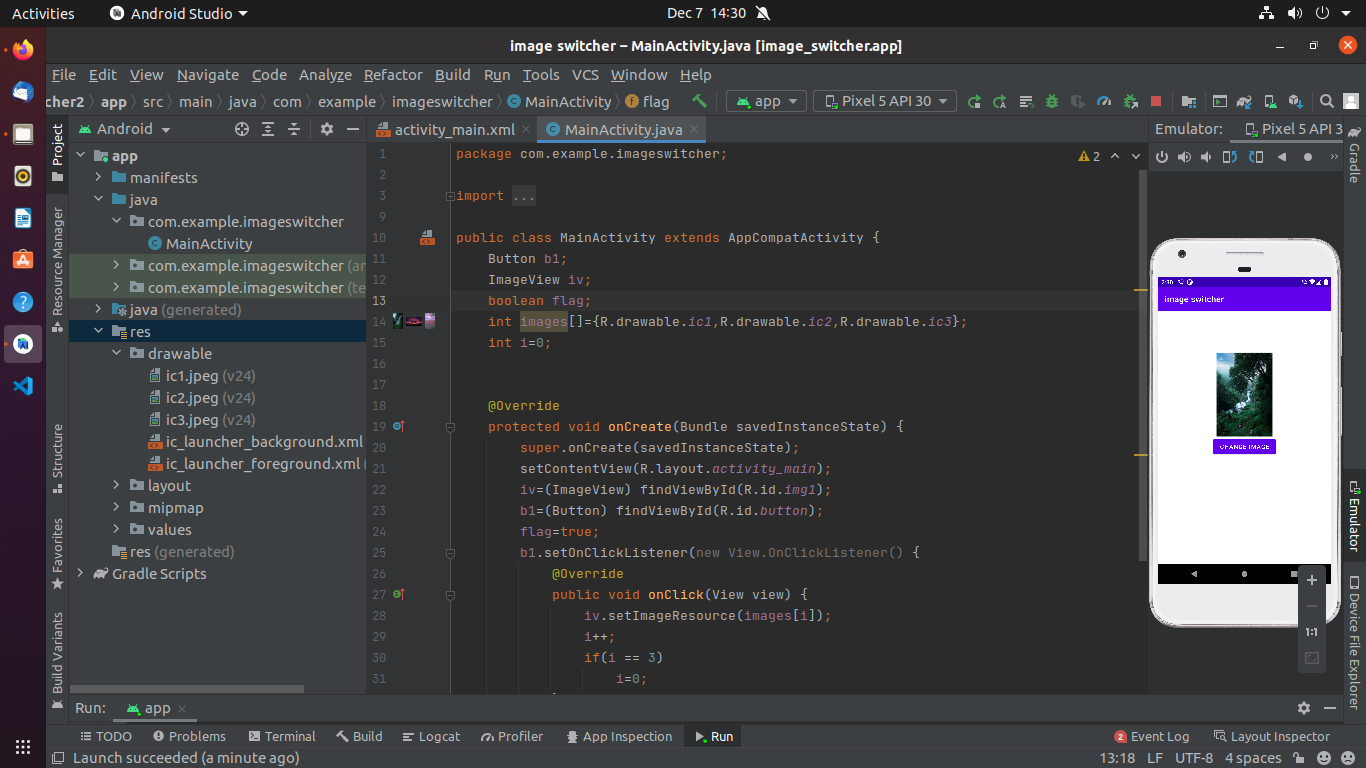 Activities Android Studio Dec 7 14:30
image switcher – MainActivity.java [image_switcher.app]
File Edit View Navigate Code Analyze Refactor Build Run Tools VCS Window Help
cher2 app src main java com example imageswitcher MainActivity flag app Pixel 5 API 30
Project
Android
activity_main.xml MainActivity.java
Emulator: Pixel 5 API 3
Gradle
app
manifests
java
com.example.imageswitcher
MainActivity
com.example.imageswitcher (an
com.example.imageswitcher (te
java (generated)
res
drawable
ic1.jpeg (v24)
ic2.jpeg (v24)
ic3.jpeg (v24)
ic_launcher_background.xml
ic_launcher_foreground.xml (
layout
mipmap
values
res (generated)
Gradle Scripts
Resource Manager
Structure
Favorites
Build Variants
2
1 package com.example.imageswitcher;
2
3 import ...
9
10 public class MainActivity extends AppCompatActivity {
11 Button b1;
12 ImageView iv;
13 boolean flag;
14 int images[]={R.drawable.ic1,R.drawable.ic2,R.drawable.ic3};
15 int i=0;
16
17
18 @Override
19 protected void onCreate(Bundle savedInstanceState) {
20 super.onCreate(savedInstanceState);
21 setContentView(R.layout.activity_main);
22 iv=(ImageView) findViewById(R.id.img1);
23 b1=(Button) findViewById(R.id.button);
24 flag=true;
25 b1.setOnClickListener(new View.OnClickListener() {
26 @Override
27 public void onClick(View view) {
28 iv.setImageResource(images[i]);
29 i++;
30 if(i == 3)
31 i=0;
2:30
image switcher
CHANGE IMAGE
1:1
Emulator
Device File Explorer
Run: app
TODO Problems Terminal Build Logcat Profiler App Inspection Run 2 Event Log Layout Inspector
Launch succeeded (a minute ago) 13:18 LF UTF-8 4 spaces